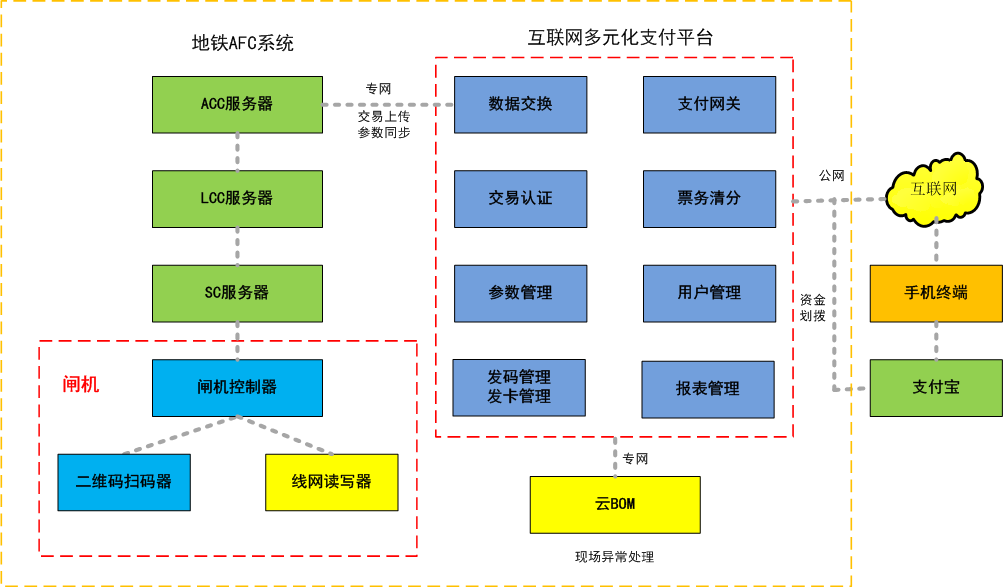 地铁AFC系统
互联网多元化支付平台
ACC服务器
专网
交易上传
参数同步
数据交换
支付网关
LCC服务器
交易认证
票务清分
公网
互联网
SC服务器
参数管理
用户管理
资金
划拨
手机终端
闸机
闸机控制器
发码管理
发卡管理
报表管理
支付宝
二维码扫码器
线网读写器
专网
云BOM
现场异常处理